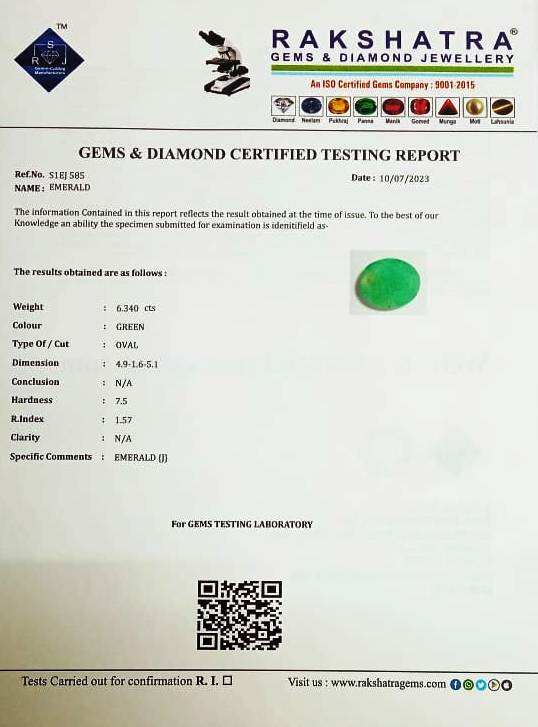 TM
S
R J
Gem-n-Cutting
Manufacturers
RAKSHATRA®
GEMS & DIAMOND JEWELLERY
An ISO Certified Gems Company : 9001-2015
Diamond Neelam Pukhraj Panna Manik Gomed Munga Moti Lahsunia
GEMS & DIAMOND CERTIFIED TESTING REPORT
Ref.No. S1EJ 585
Date : 10/07/2023
NAME : EMERALD
The information Contained in this report reflects the result obtained at the time of issue. To the best of our
Knowledge an ability the specimen submitted for examination is identitifield as-
The results obtained are as follows :
Weight : 6.340 cts
Colour : GREEN
Type Of / Cut : OVAL
Dimension : 4.9-1.6-5.1
Conclusion : N/A
Hardness : 7.5
R.Index : 1.57
Clarity : N/A
Specific Comments : EMERALD (J)
For GEMS TESTING LABORATORY
Tests Carried out for confirmation R. I. ☐
Visit us : www.rakshatragems.com